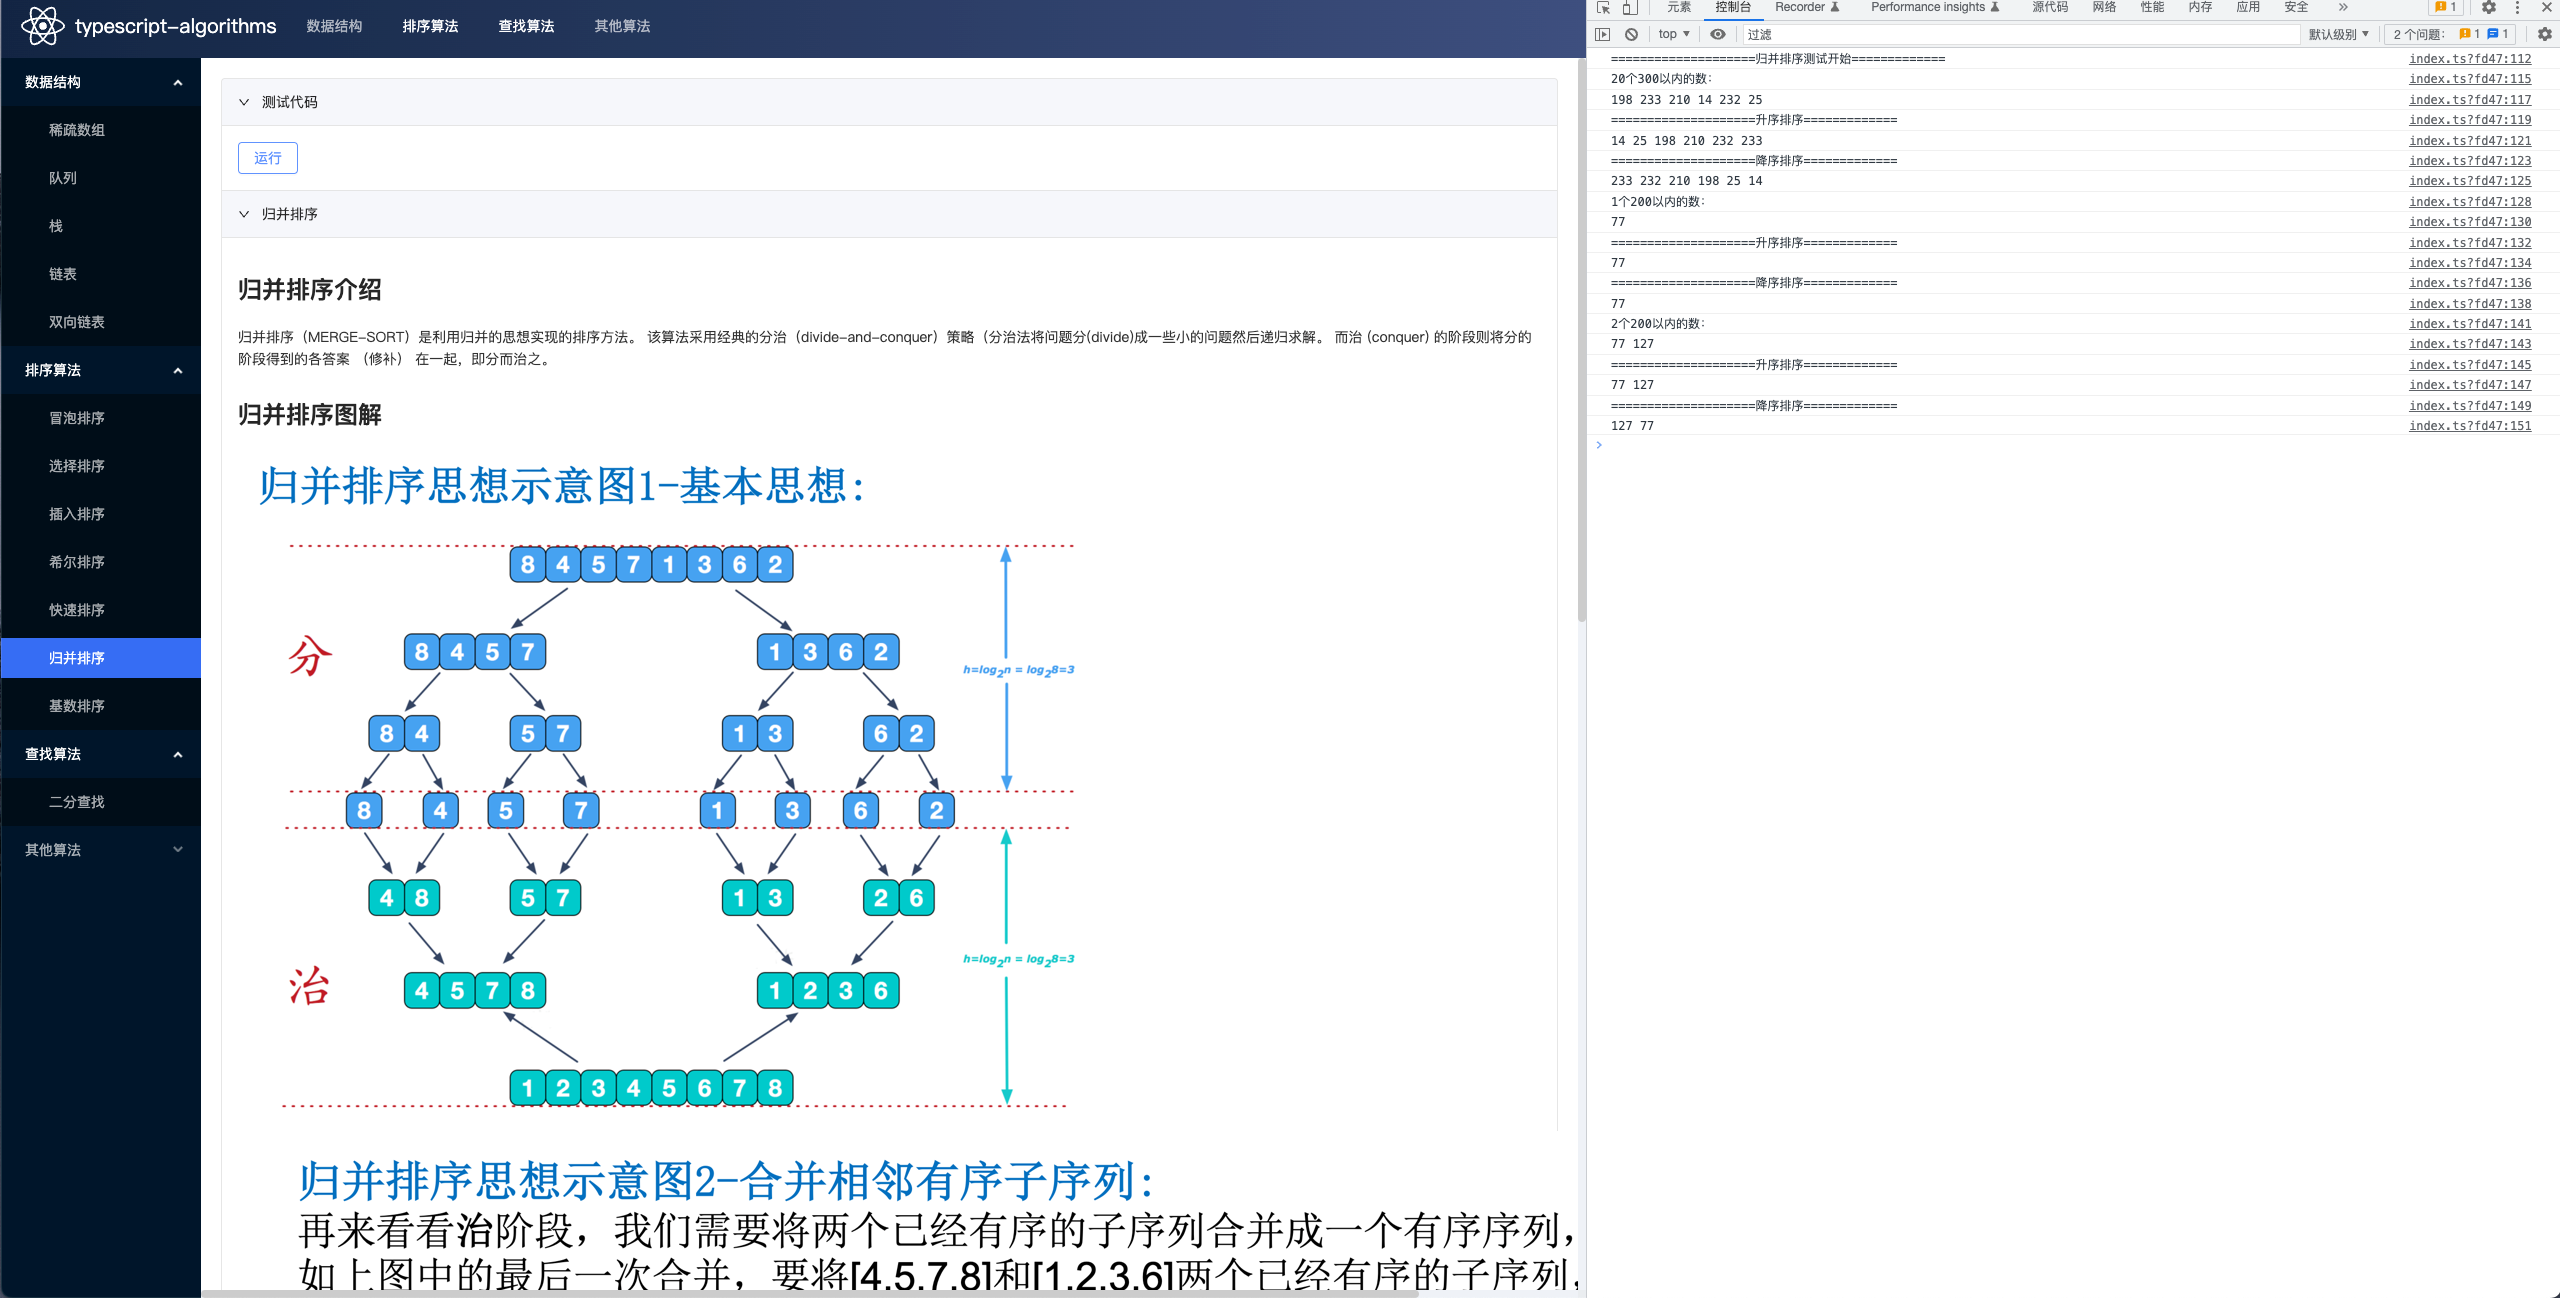 typescript-algorithms
数据结构
排序算法
查找算法
其他算法
数据结构
稀疏数组
队列
栈
链表
双向链表
排序算法
冒泡排序
选择排序
插入排序
希尔排序
快速排序
归并排序
基数排序
查找算法
二分查找
其他算法
测试代码
运行
归并排序
归并排序介绍
归并排序（MERGE-SORT）是利用归并的思想实现的排序方法。 该算法采用经典的分治（divide-and-conquer）策略（分治法将问题分(divide)成一些小的问题然后递归求解。 而治 (conquer) 的阶段则将分的
阶段得到的各答案 （修补） 在一起，即分而治之。
归并排序图解
归并排序思想示意图1-基本思想：
8 4 5 7 1 3 6 2
分
8 4 5 7
1 3 6 2
h=log2n = log28=3
8 4
5 7
1 3
6 2
8 4 5 7 1 3 6 2
4 8
5 7
1 3
2 6
h=log2n = log28=3
治
4 5 7 8
1 2 3 6
1 2 3 4 5 6 7 8
归并排序思想示意图2-合并相邻有序子序列：
再来看看治阶段，我们需要将两个已经有序的子序列合并成一个有序序列，
如上图中的最后一次合并，要将[4,5,7,8]和[1,2,3,6]两个已经有序的子序列，
元素
控制台
Recorder
Performance insights
源代码
网络
性能
内存
应用
安全
1
top
过滤
默认级别
2 个问题： 1 1
====================归并排序测试开始============= index.ts?fd47:112
20个300以内的数： index.ts?fd47:115
198 233 210 14 232 25 index.ts?fd47:117
====================升序排序============= index.ts?fd47:119
14 25 198 210 232 233 index.ts?fd47:121
====================降序排序============= index.ts?fd47:123
233 232 210 198 25 14 index.ts?fd47:125
1个200以内的数： index.ts?fd47:128
77 index.ts?fd47:130
====================升序排序============= index.ts?fd47:132
77 index.ts?fd47:134
====================降序排序============= index.ts?fd47:136
77 index.ts?fd47:138
2个200以内的数： index.ts?fd47:141
77 127 index.ts?fd47:143
====================升序排序============= index.ts?fd47:145
77 127 index.ts?fd47:147
====================降序排序============= index.ts?fd47:149
127 77 index.ts?fd47:151